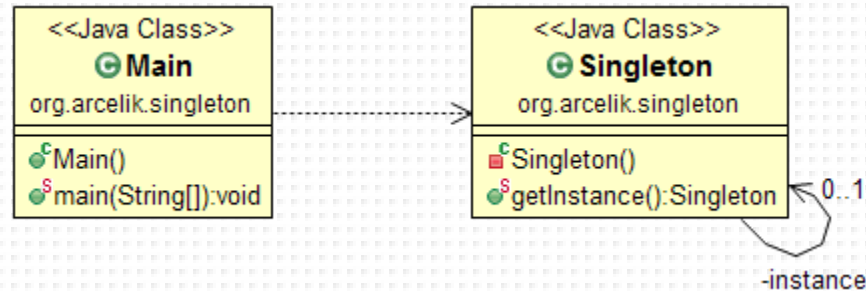 <<Java Class>>
C Main
org.arcelik.singleton
C Main()
S main(String[]):void
<<Java Class>>
C Singleton
org.arcelik.singleton
C Singleton()
S getInstance():Singleton
0..1
-instance